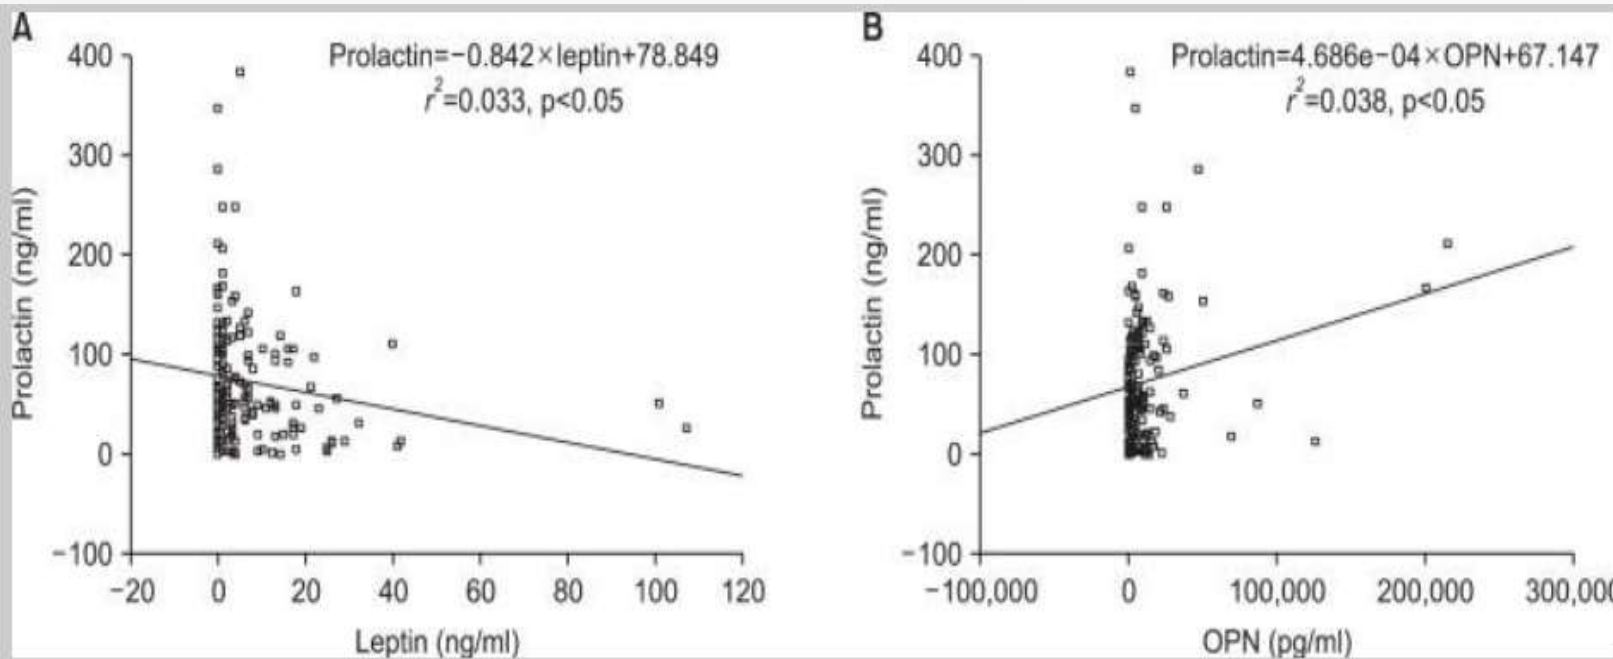 A
Prolactin=−0.842×leptin+78.849
r²=0.033, p<0.05
400
300
200
100
0
−100
Prolactin (ng/ml)
−20 0 20 40 60 80 100 120
Leptin (ng/ml)
B
Prolactin=4.686e−04×OPN+67.147
r²=0.038, p<0.05
400
300
200
100
0
−100
Prolactin (ng/ml)
−100,000 0 100,000 200,000 300,000
OPN (pg/ml)